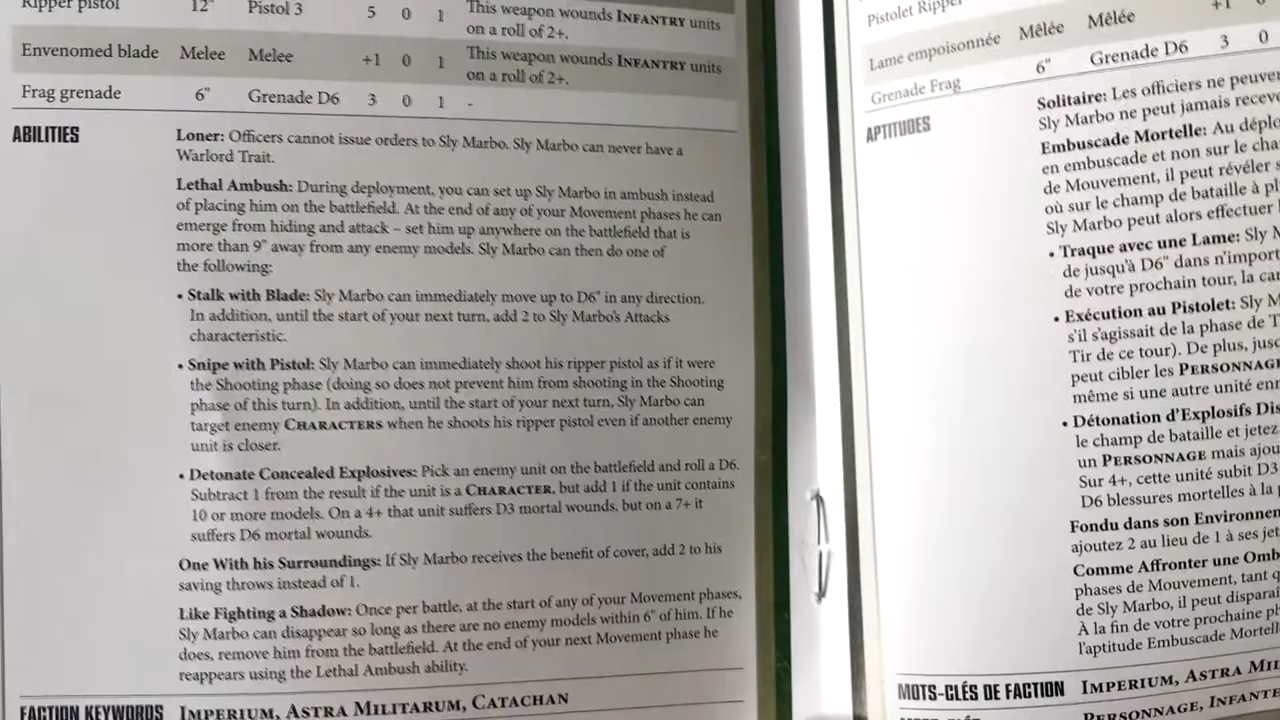 Ripper pistol 12" Pistol 3 5 0 1 This weapon wounds INFANTRY units
on a roll of 2+.
Envenomed blade Melee Melee +1 0 1 This weapon wounds INFANTRY units
on a roll of 2+.
Frag grenade 6" Grenade D6 3 0 1 -
ABILITIES
Loner: Officers cannot issue orders to Sly Marbo. Sly Marbo can never have a
Warlord Trait.
Lethal Ambush: During deployment, you can set up Sly Marbo in ambush instead
of placing him on the battlefield. At the end of any of your Movement phases he can
emerge from hiding and attack – set him up anywhere on the battlefield that is
more than 9" away from any enemy models. Sly Marbo can then do one of
the following:
• Stalk with Blade: Sly Marbo can immediately move up to D6" in any direction.
In addition, until the start of your next turn, add 2 to Sly Marbo's Attacks
characteristic.
• Snipe with Pistol: Sly Marbo can immediately shoot his ripper pistol as if it were
the Shooting phase (doing so does not prevent him from shooting in the Shooting
phase of this turn). In addition, until the start of your next turn, Sly Marbo can
target enemy CHARACTERS when he shoots his ripper pistol even if another enemy
unit is closer.
• Detonate Concealed Explosives: Pick an enemy unit on the battlefield and roll a D6.
Subtract 1 from the result if the unit is a CHARACTER, but add 1 if the unit contains
10 or more models. On a 4+ that unit suffers D3 mortal wounds, but on a 7+ it
suffers D6 mortal wounds.
One With his Surroundings: If Sly Marbo receives the benefit of cover, add 2 to his
saving throws instead of 1.
Like Fighting a Shadow: Once per battle, at the start of any of your Movement phases,
Sly Marbo can disappear so long as there are no enemy models within 6" of him. If he
does, remove him from the battlefield. At the end of your next Movement phase he
reappears using the Lethal Ambush ability.
FACTION KEYWORDS IMPERIUM, ASTRA MILITARUM, CATACHAN
Pistolet Ripper
Lame empoisonnée Mêlée Mêlée +1
Grenade Frag 6" Grenade D6 3 0
APTITUDES
Solitaire: Les officiers ne
Sly Marbo ne peut jamais
Embuscade Mortelle: Au
en embuscade et non sur le
de Mouvement, il peut révéler
où sur le champ de bataille à
Sly Marbo peut alors effectuer
• Traque avec une Lame: Sly
de jusqu'à D6" dans
de votre prochain tour, la
• Exécution au Pistolet: Sly
s'il s'agissait de la phase de
Tir de ce tour). De plus,
peut cibler les
même si une autre unité
• Détonation d'Explosifs
le champ de bataille et jetez
un PERSONNAGE mais
Sur 4+, cette unité subit D3
D6 blessures mortelles à la
Fondu dans son
ajoutez 2 au lieu de 1 à ses
Comme Affronter une
phases de Mouvement, tant
de Sly Marbo, il peut
À la fin de votre prochaine
l'aptitude Embuscade
MOTS-CLÉS DE FACTION IMPERIUM, ASTRA
PERSONNAGE,